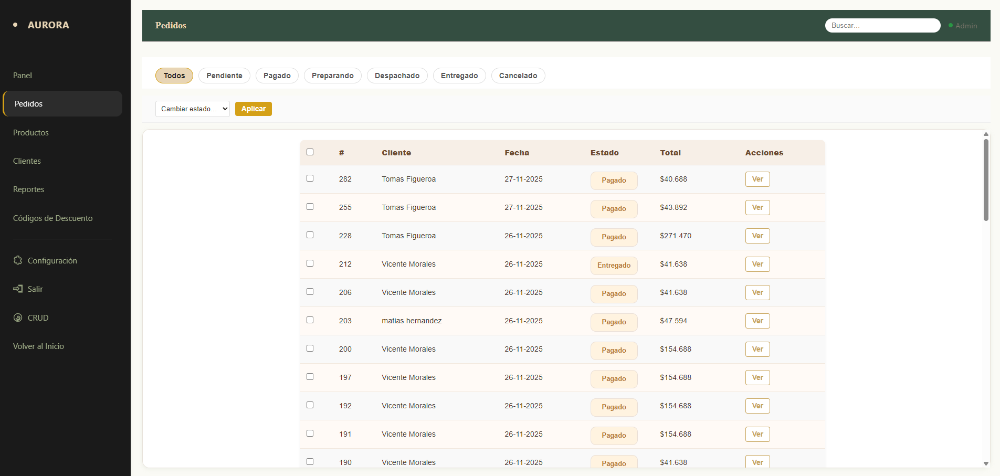 AURORA
Panel
Pedidos
Productos
Clientes
Reportes
Códigos de Descuento
Configuración
Salir
CRUD
Volver al Inicio
Pedidos
Buscar...
Admin
Todos Pendiente Pagado Preparando Despachado Entregado Cancelado
Cambiar estado... Aplicar
# Cliente Fecha Estado Total Acciones
282 Tomas Figueroa 27-11-2025 Pagado $40.688 Ver
255 Tomas Figueroa 27-11-2025 Pagado $43.892 Ver
228 Tomas Figueroa 26-11-2025 Pagado $271.470 Ver
212 Vicente Morales 26-11-2025 Entregado $41.638 Ver
206 Vicente Morales 26-11-2025 Pagado $41.638 Ver
203 matias hernandez 26-11-2025 Pagado $47.594 Ver
200 Vicente Morales 26-11-2025 Pagado $154.688 Ver
197 Vicente Morales 26-11-2025 Pagado $154.688 Ver
192 Vicente Morales 26-11-2025 Pagado $154.688 Ver
191 Vicente Morales 26-11-2025 Pagado $154.688 Ver
190 Vicente Morales 26-11-2025 Pagado $41.638 Ver